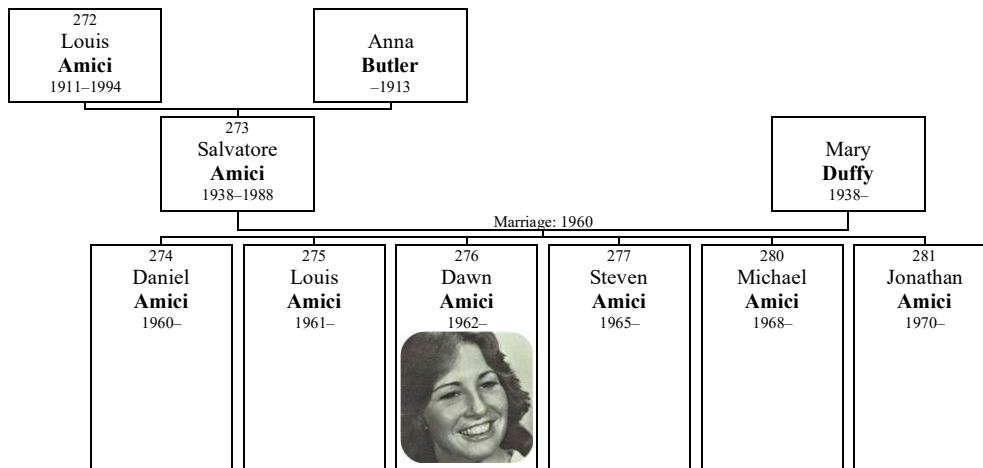 272
Louis
Amici
1911–1994
Anna
Butler
–1913
273
Salvatore
Amici
1938–1988
Mary
Duffy
1938–
Marriage: 1960
274
Daniel
Amici
1960–
275
Louis
Amici
1961–
276
Dawn
Amici
1962–
277
Steven
Amici
1965–
280
Michael
Amici
1968–
281
Jonathan
Amici
1970–